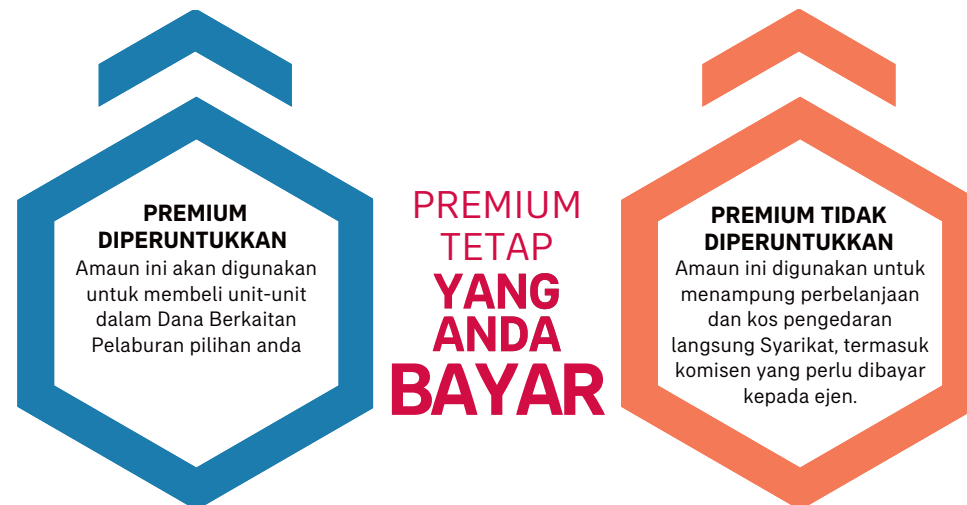 PREMIUM
DIPERUNTUKKAN
Amaun ini akan digunakan
untuk membeli unit-unit
dalam Dana Berkaitan
Pelaburan pilihan anda
PREMIUM
TETAP
YANG
ANDA
BAYAR
PREMIUM TIDAK
DIPERUNTUKKAN
Amaun ini digunakan untuk
menampung perbelanjaan
dan kos pengedaran
langsung Syarikat, termasuk
komisen yang perlu dibayar
kepada ejen.